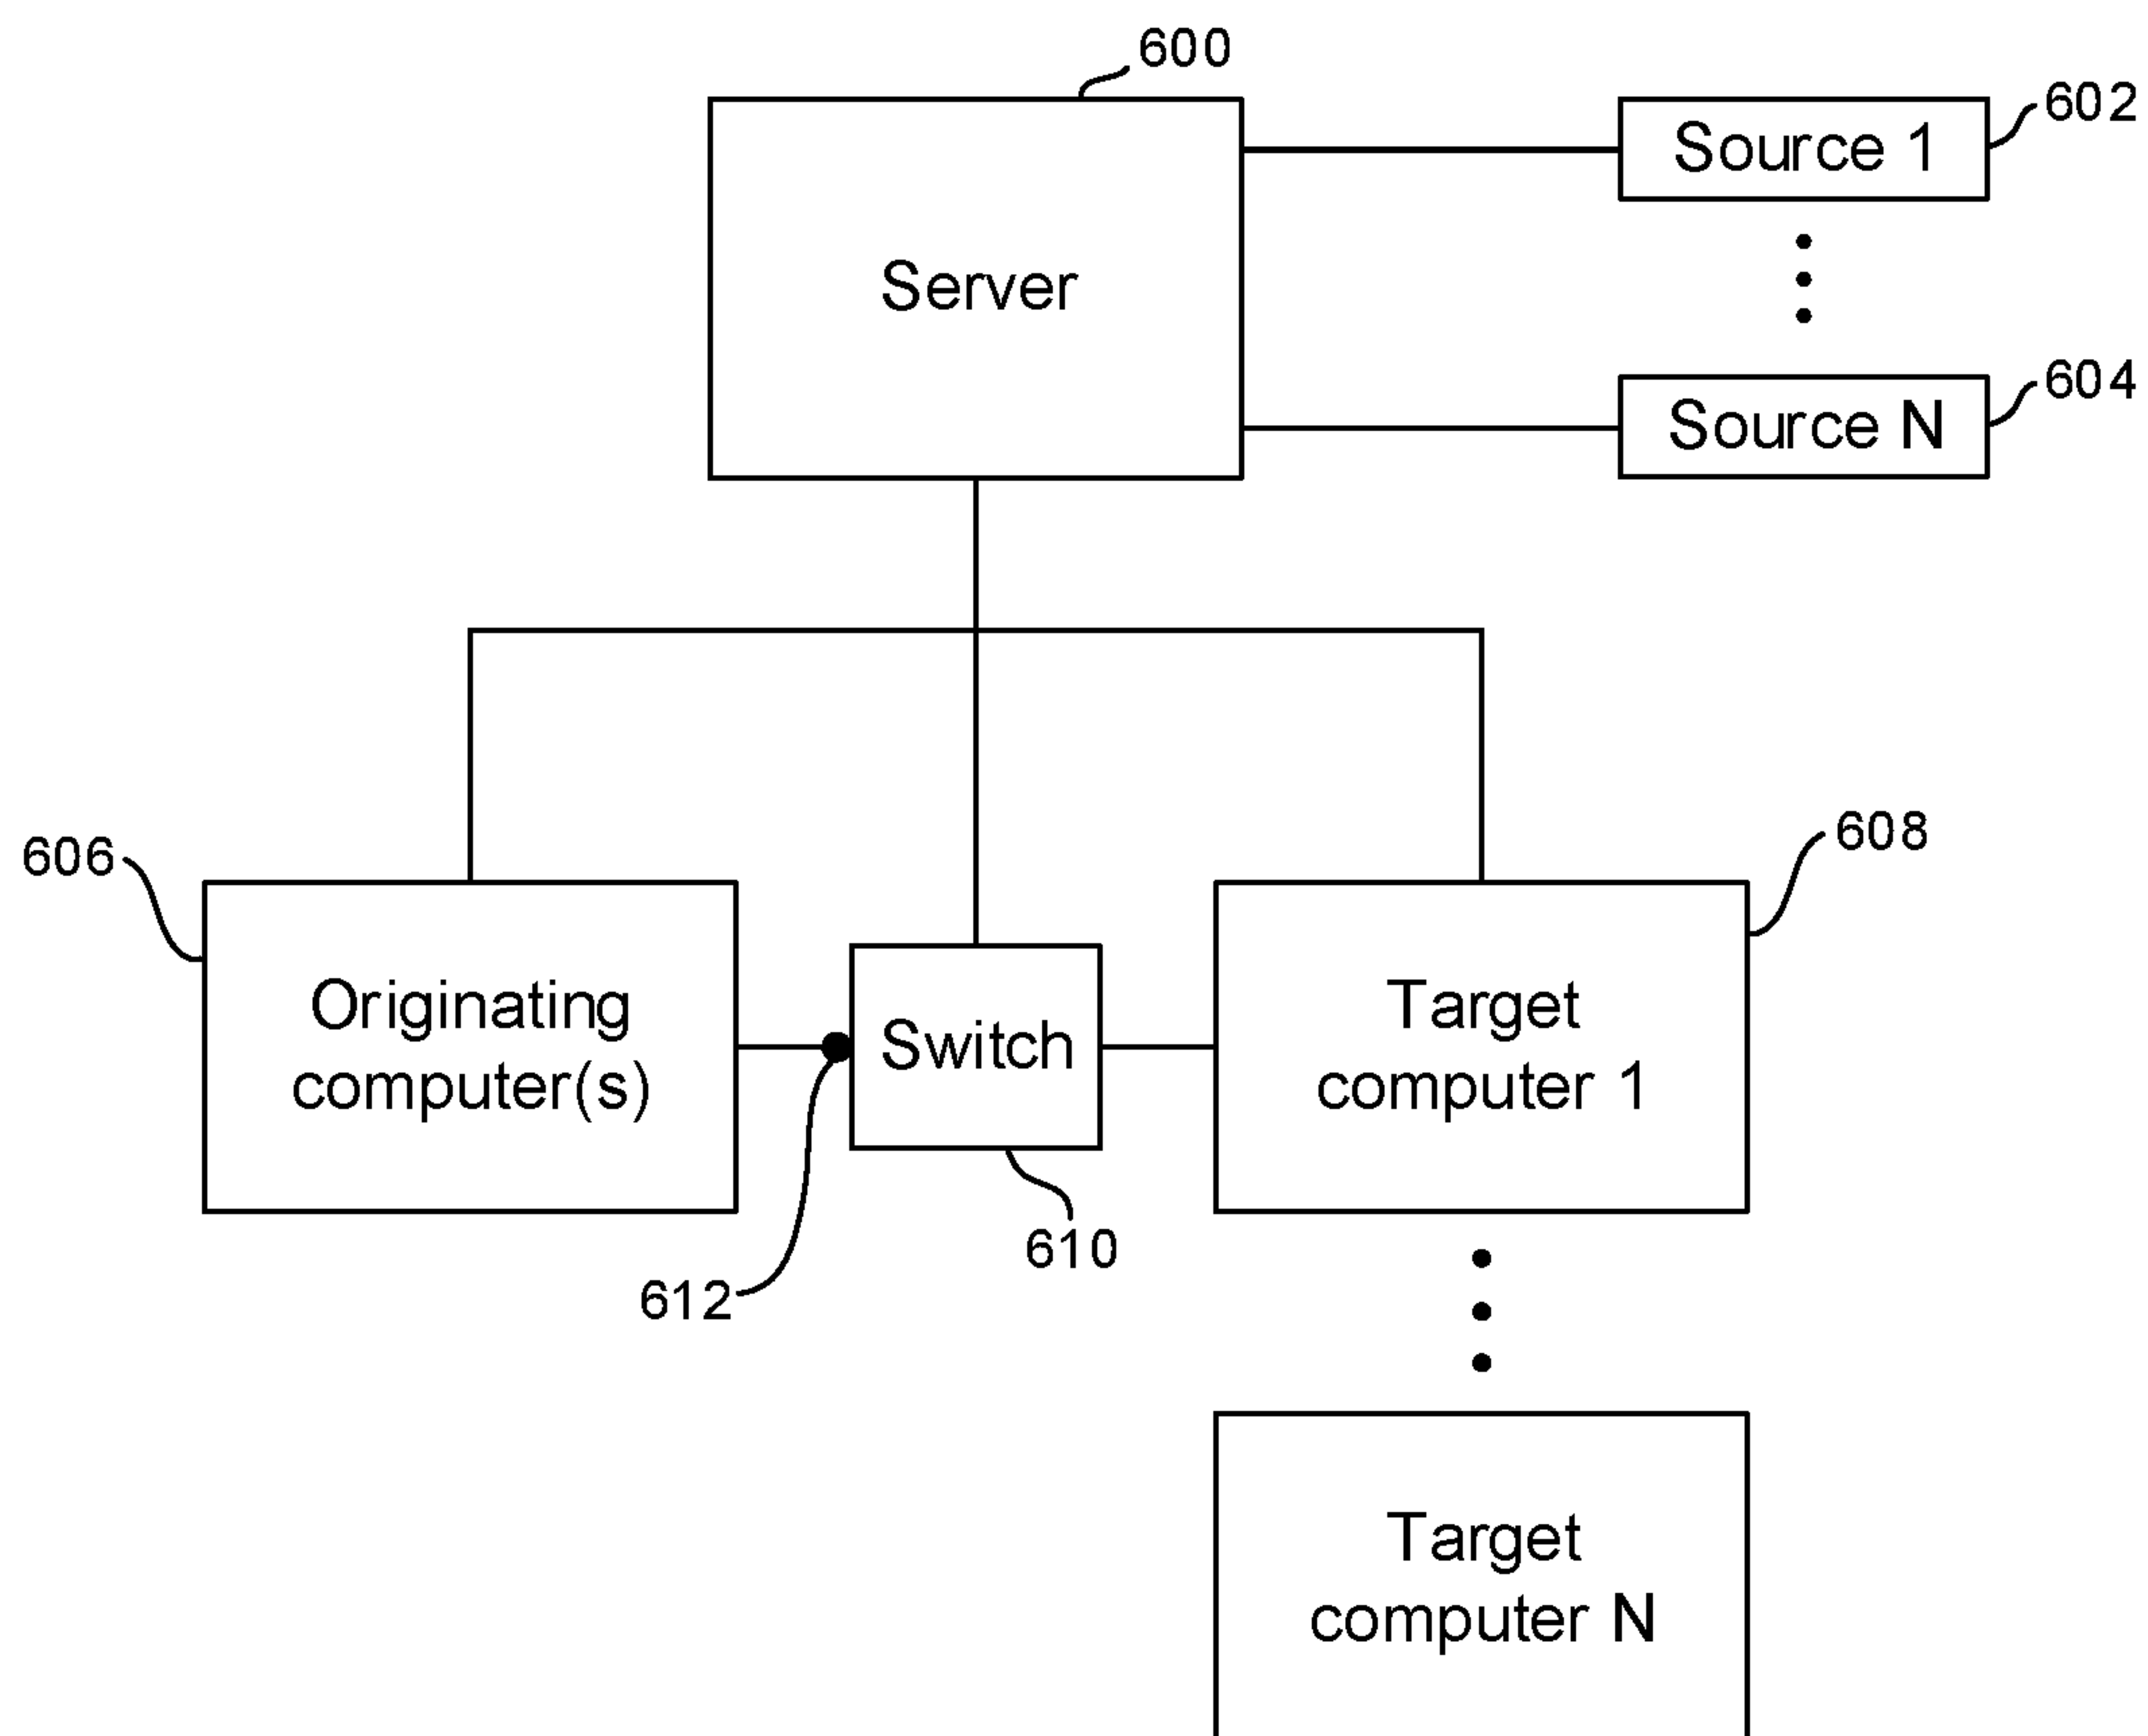 600
602
Source 1
Server
604
Source N
606
608
Originating
computer(s)
Switch
Target
computer 1
610
612
Target
computer N